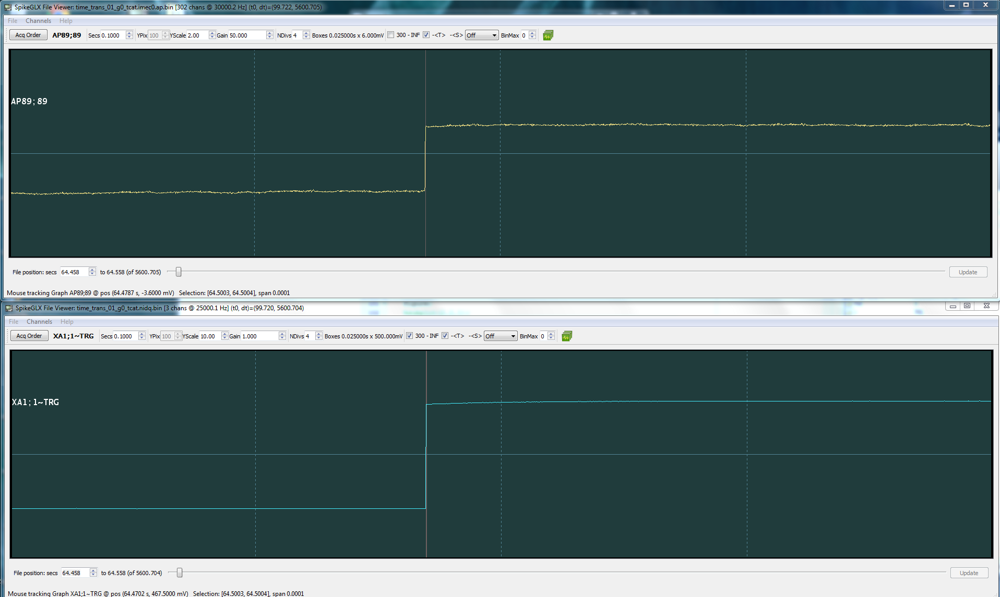 SpikeGLX File Viewer: time_trans_01_g0_tcat.imec0.ap.bin [302 chans @ 30000.2 Hz] (t0, dt)=(99.722, 5600.705)
File Channels Help
Acq Order AP89;89 Secs 0.1000 YPix 100 YScale 2.00 Gain 50.000 NDivs 4 Boxes 0.025000s x 6.000mV 300 - INF -<T> -<S> Off BinMax 0
AP89;89
File position: secs 64.458 to 64.558 (of 5600.705) Update
Mouse tracking Graph AP89;89 @ pos (64.4787 s, -3.6000 mV) Selection: [64.5003, 64.5004], span 0.0001
SpikeGLX File Viewer: time_trans_01_g0_tcat.nidq.bin [3 chans @ 25000.1 Hz] (t0, dt)=(99.720, 5600.704)
File Channels Help
Acq Order XA1;1~TRG Secs 0.1000 YPix 100 YScale 10.00 Gain 1.000 NDivs 4 Boxes 0.025000s x 500.000mV 300 - INF -<T> -<S> Off BinMax 0
XA1;1~TRG
File position: secs 64.458 to 64.558 (of 5600.704) Update
Mouse tracking Graph XA1;1~TRG @ pos (64.4702 s, 467.5000 mV) Selection: [64.5003, 64.5004], span 0.0001